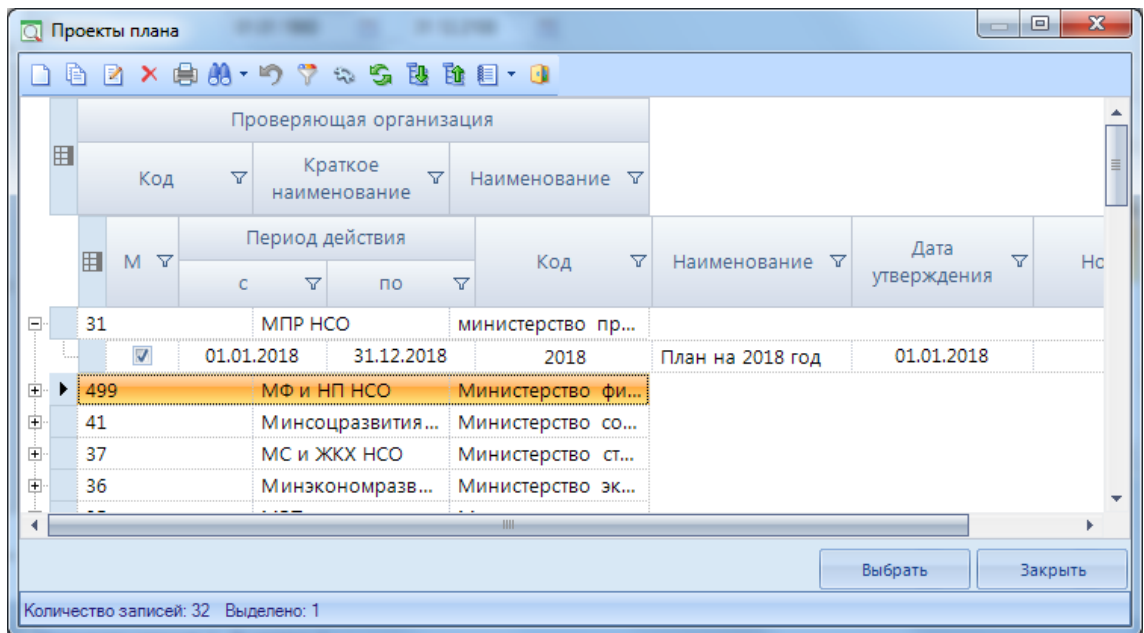 Проекты плана
Проверяющая организация
Код Краткое наименование Наименование
М Период действия Код Наименование Дата утверждения
с по
31 МПР НСО министерство пр...
01.01.2018 31.12.2018 2018 План на 2018 год 01.01.2018
499 МФ и НП НСО Министерство фи...
41 Минсоцразвития... Министерство со...
37 МС и ЖКХ НСО Министерство ст...
36 Минэкономразв... Министерство эк...
Выбрать Закрыть
Количество записей: 32 Выделено: 1